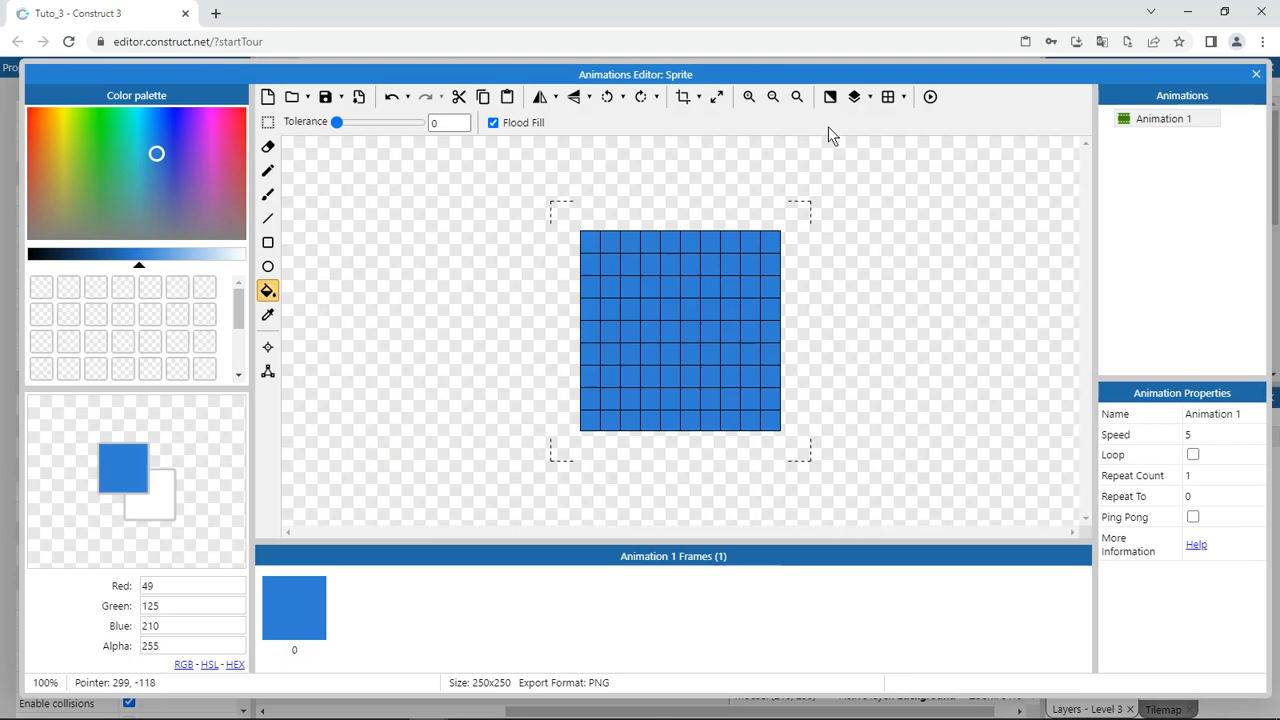 Tuto_3 - Construct 3
editor.construct.net/?startTour
Pro
Animations Editor: Sprite
Color palette
Animations
Tolerance 0 Flood Fill
Animation 1
Animation Properties
Name Animation 1
Speed 5
Loop
Repeat Count 1
Repeat To 0
Ping Pong
More
Information Help
Animation 1 Frames (1)
0
Red: 49
Green: 125
Blue: 210
Alpha: 255
RGB - HSL - HEX
100% Pointer: 299, -118 Size: 250x250 Export Format: PNG
Enable collisions
Layers - Level 3 Tilemap